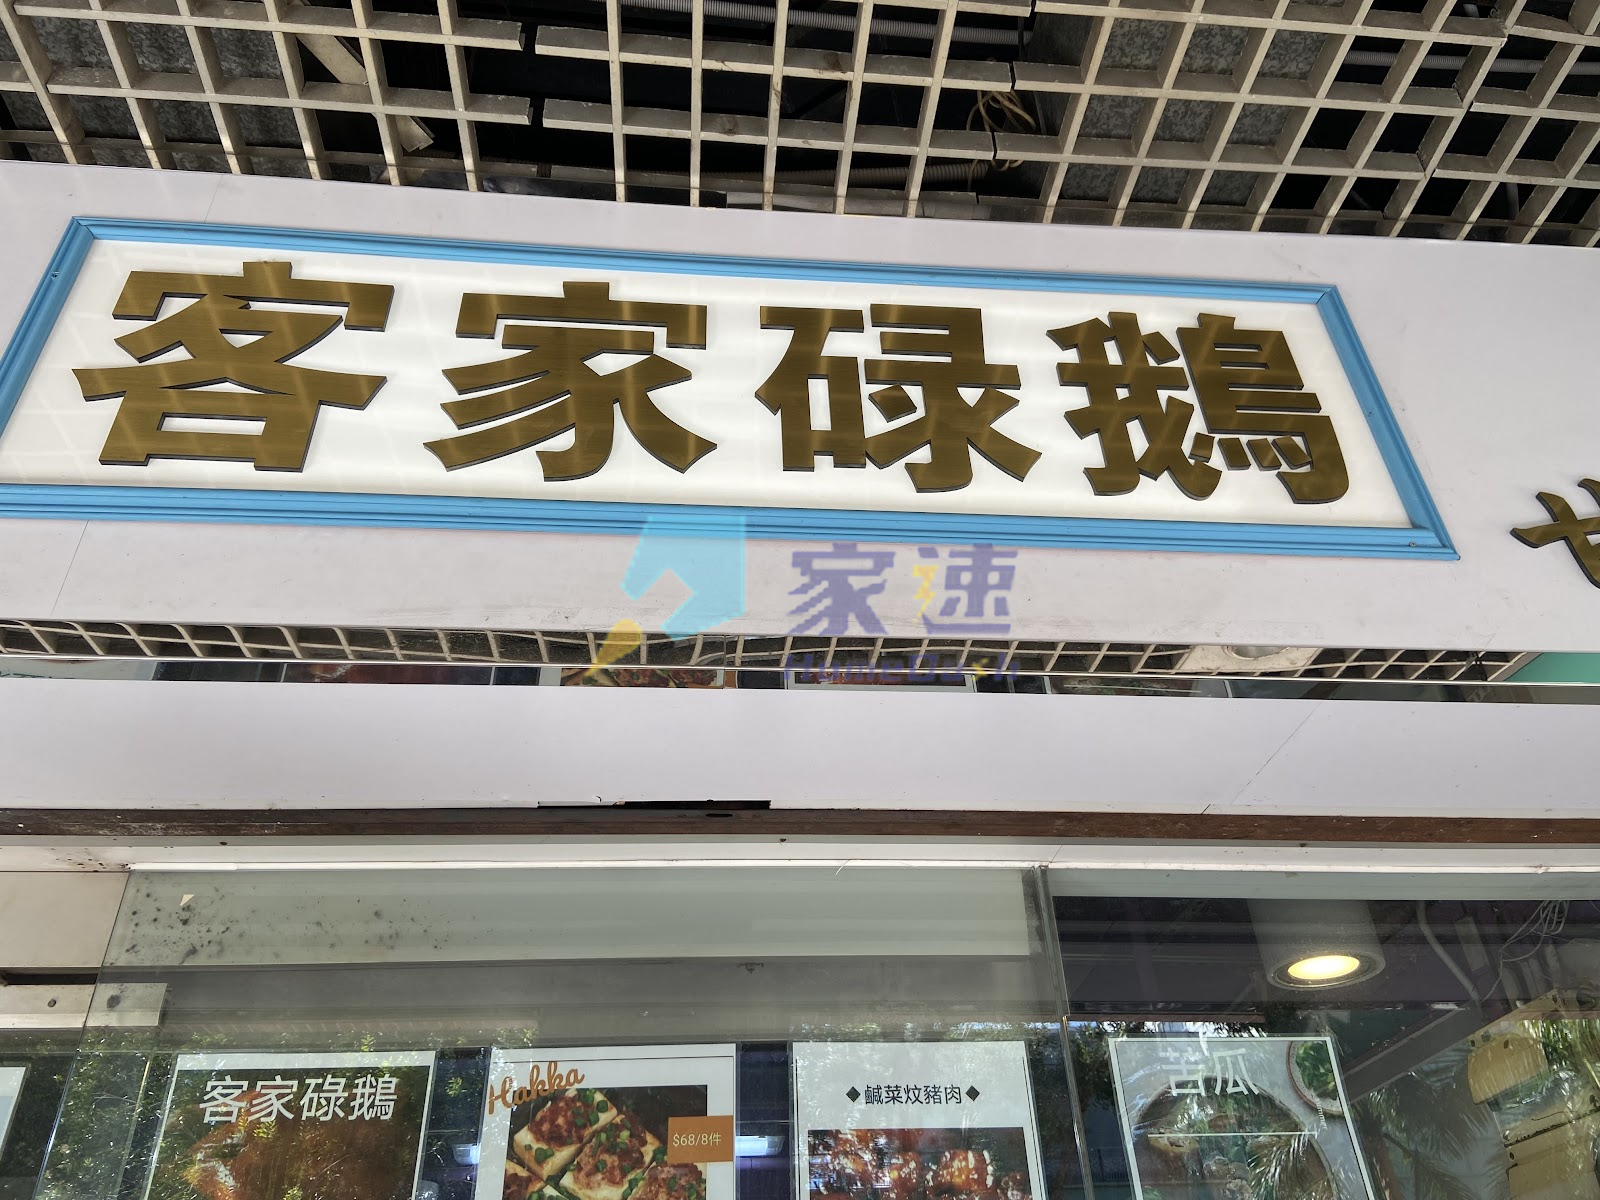 客家碌鵝
家速
HomeDash
客家碌鵝
Hakka
$68/8件
◆鹹菜炆豬肉◆
苦瓜